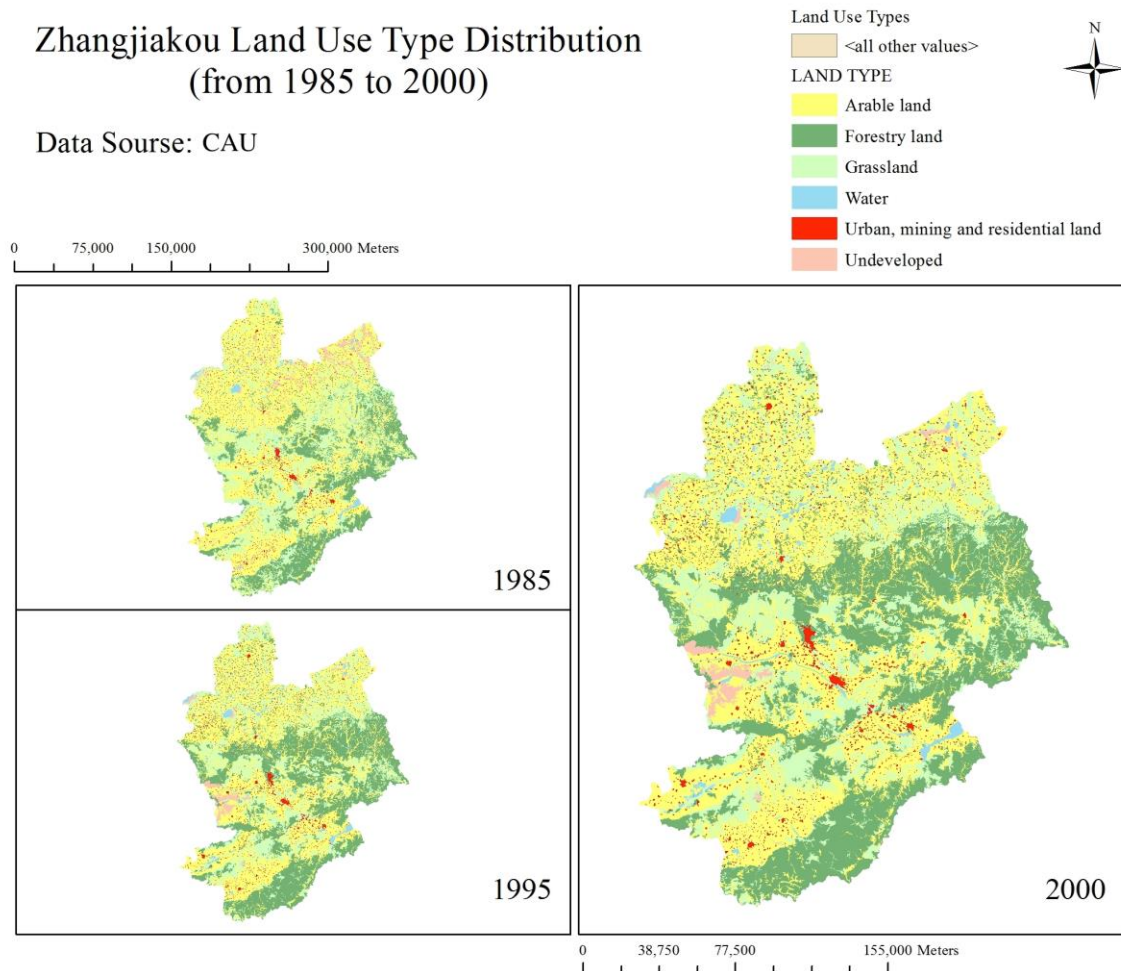 Zhangjiakou Land Use Type Distribution
(from 1985 to 2000)
Data Sourse: CAU
Land Use Types
<all other values>
LAND TYPE
Arable land
Forestry land
Grassland
Water
Urban, mining and residential land
Undeveloped
N
0 75,000 150,000 300,000 Meters
1985
1995
2000
0 38,750 77,500 155,000 Meters